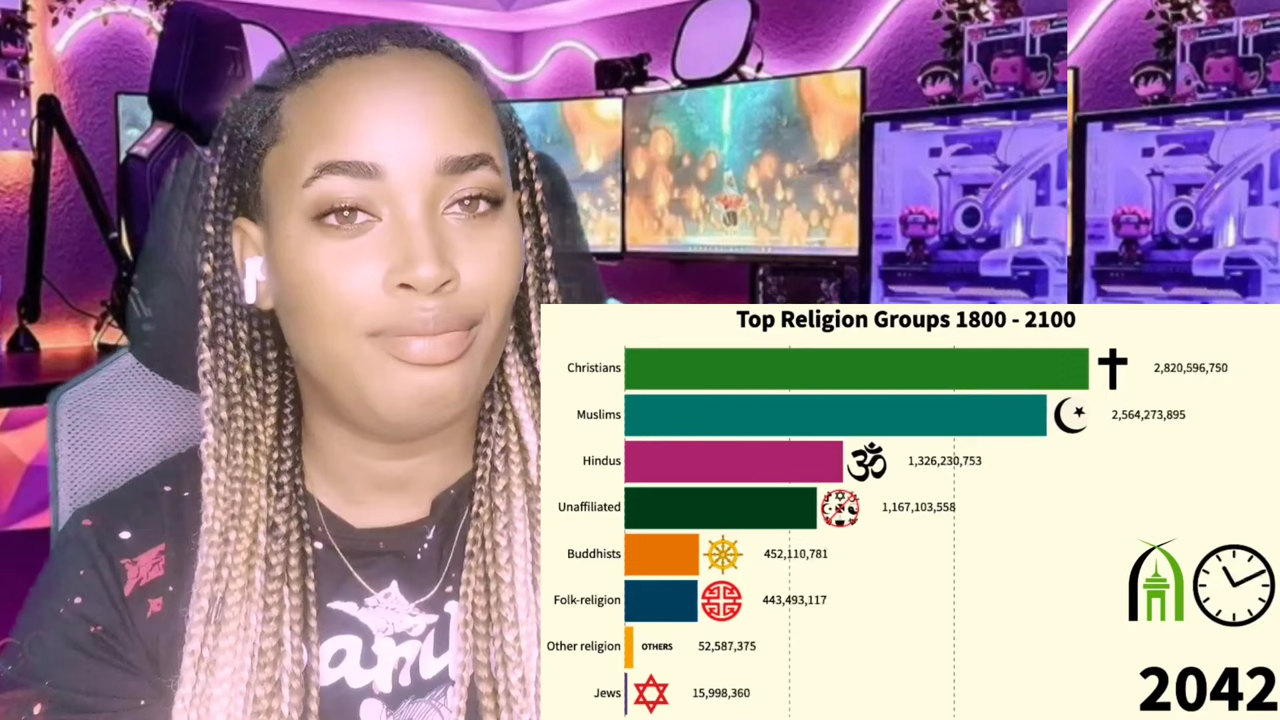 Top Religion Groups 1800 - 2100
Christians 2,820,596,750
Muslims 2,564,273,895
Hindus 1,326,230,753
Unaffiliated 1,167,103,558
Buddhists 452,110,781
Folk-religion 443,493,117
Other religion OTHERS 52,587,375
Jews 15,998,360
2042